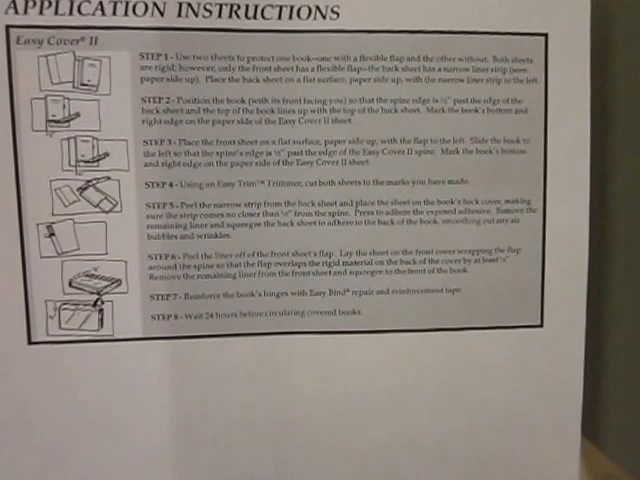 APPLICATION INSTRUCTIONS
Easy Cover® II
STEP 1 - Use two sheets to protect one book—one with a flexible flap and the other without. Both sheets
are rigid; however, only the front sheet has a flexible flap—the back sheet has a narrow liner strip (seen
paper side up). Place the back sheet on a flat surface, paper side up, with the narrow liner strip to the left.
STEP 2 - Position the book (with its front facing you) so that the spine edge is past the edge of the
back sheet and the top of the book lines up with the top of the back sheet. Mark the book's bottom and
right edge on the paper side of the Easy Cover II sheet.
STEP 3 - Place the front sheet on a flat surface, paper side up, with the flap to the left. Slide the book to
the left so that the spine's edge is past the edge of the Easy Cover II spine. Mark the book's bottom
and right edge on the paper side of the Easy Cover II sheet.
STEP 4 - Using an Easy Trim™ Trimmer, cut both sheets to the marks you have made.
STEP 5 - Peel the narrow strip from the back sheet and place the sheet on the book's back cover, making
sure the strip comes no closer than from the spine. Press to adhere the exposed adhesive. Remove the
remaining liner and squeegee the back sheet to adhere to the back of the book, smoothing out any air
bubbles and wrinkles.
STEP 6 - Peel the liner off of the front sheet's flap. Lay the sheet on the front cover wrapping the flap
around the spine so that the flap overlaps the rigid material on the back of the cover by at least
Remove the remaining liner from the front sheet and squeegee to the front of the book.
STEP 7 - Reinforce the book's hinges with Easy Bind® repair and reinforcement tape.
STEP 8 - Wait 24 hours before circulating covered books.